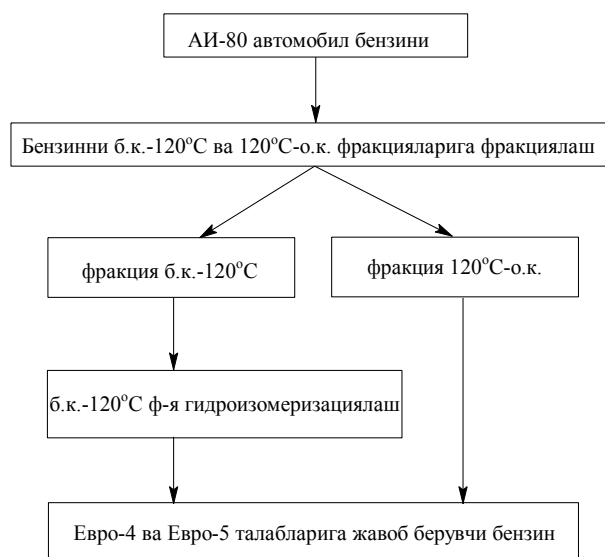 АИ-80 автомобил бензини
Бензинни б.к.-120°С ва 120°С-о.к. фракцияларига фракциялаш
фракция б.к.-120°С
фракция 120°С-о.к.
б.к.-120°С ф-я гидроизомеризациялаш
Евро-4 ва Евро-5 талабларига жавоб берувчи бензин